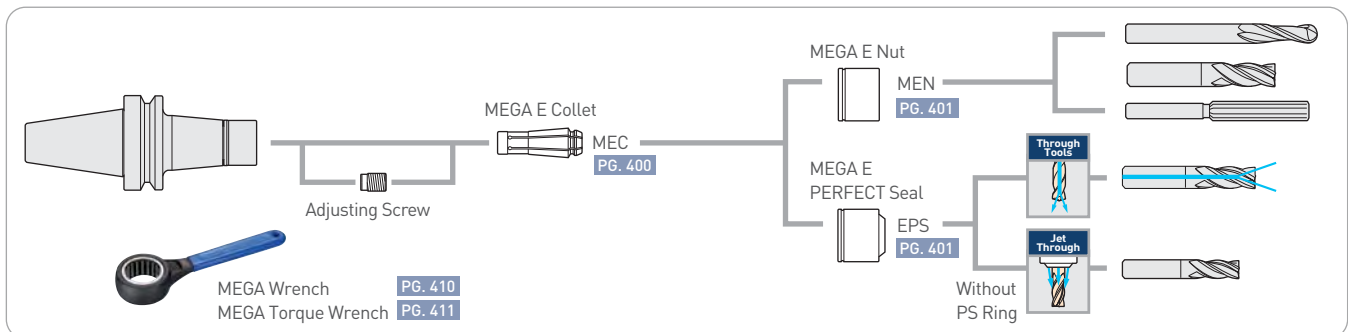 MEGA E Nut
MEN
PG. 401
MEGA E Collet
MEC
PG. 400
Adjusting Screw
MEGA E
PERFECT Seal
EPS
PG. 401
Through
Tools
Jet
Through
Without
PS Ring
MEGA Wrench PG. 410
MEGA Torque Wrench PG. 411